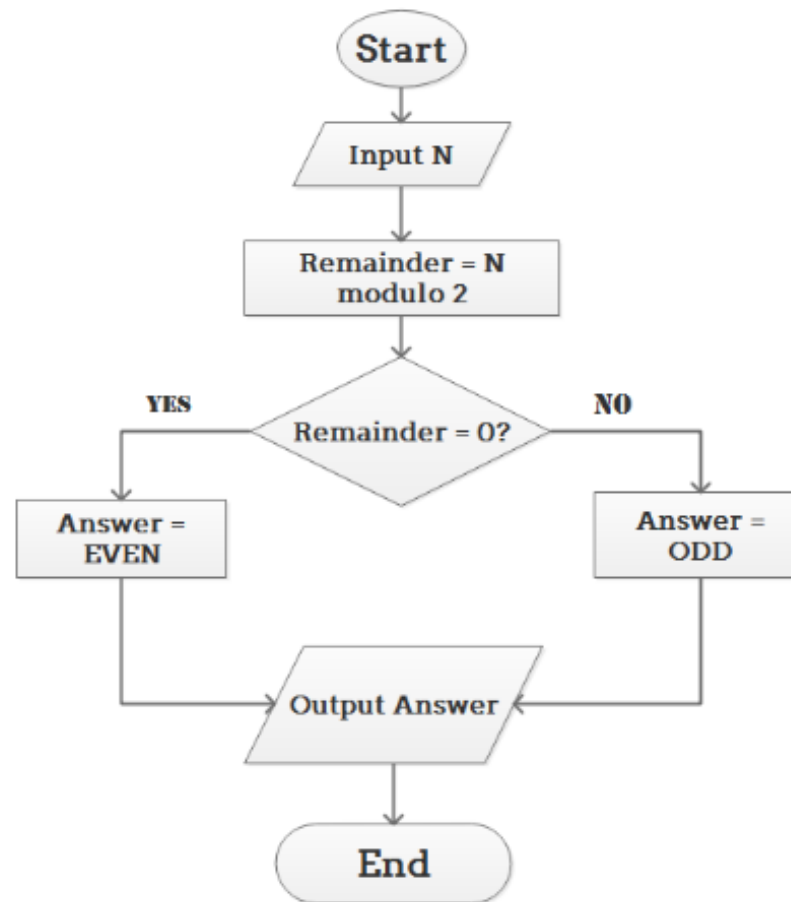 Start
Input N
Remainder = N
modulo 2
YES
NO
Remainder = 0?
Answer =
EVEN
Answer =
ODD
Output Answer
End